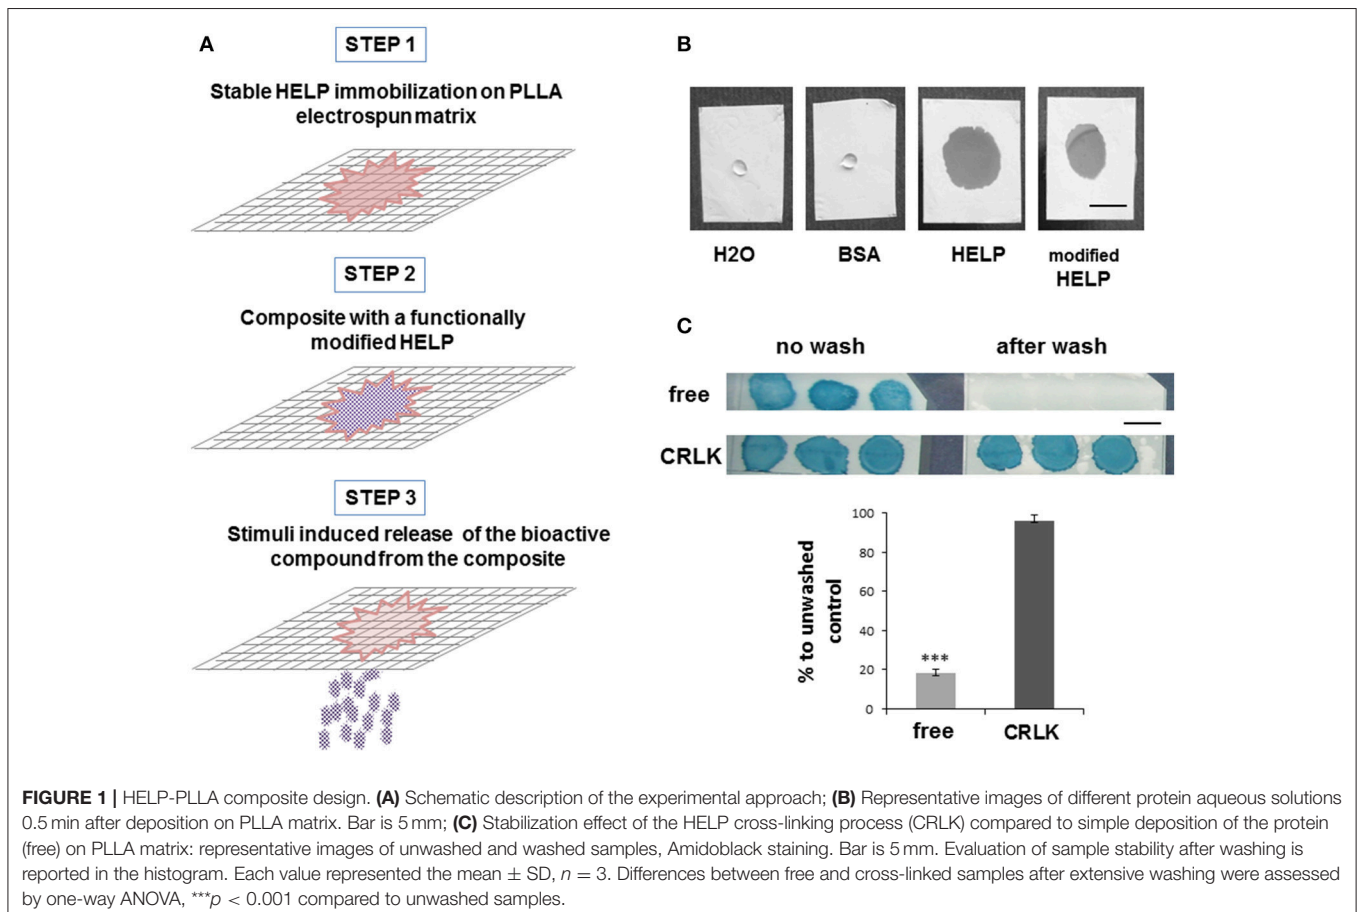 A
STEP 1
Stable HELP immobilization on PLLA
electrospun matrix
STEP 2
Composite with a functionally
modified HELP
STEP 3
Stimuli induced release of the bioactive
compound from the composite
B
H2O
BSA
HELP
modified
HELP
C
no wash
after wash
free
CRLK
% to unwashed
control
100
80
60
40
20
0
***
free
CRLK
FIGURE 1 | HELP-PLLA composite design. (A) Schematic description of the experimental approach; (B) Representative images of different protein aqueous solutions
0.5 min after deposition on PLLA matrix. Bar is 5 mm; (C) Stabilization effect of the HELP cross-linking process (CRLK) compared to simple deposition of the protein
(free) on PLLA matrix: representative images of unwashed and washed samples, Amidoblack staining. Bar is 5 mm. Evaluation of sample stability after washing is
reported in the histogram. Each value represented the mean ± SD, n = 3. Differences between free and cross-linked samples after extensive washing were assessed
by one-way ANOVA, ***p < 0.001 compared to unwashed samples.